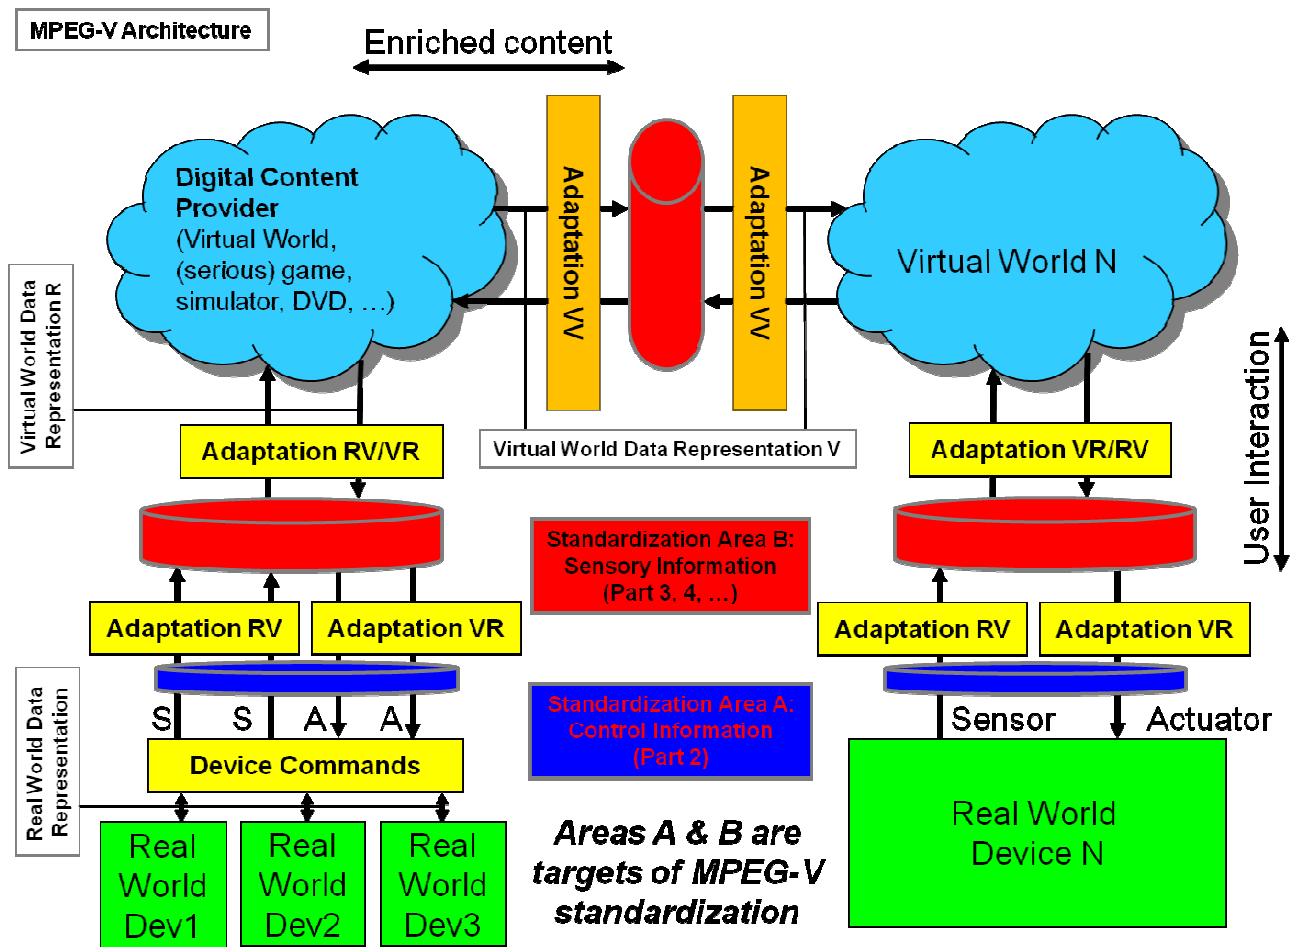 MPEG-V Architecture
Enriched content
Digital Content
Provider
(Virtual World,
(serious) game,
simulator, DVD, …)
Adaptation VV
Adaptation VV
Virtual World N
Virtual World Data
Representation R
User Interaction
Adaptation RV/VR
Virtual World Data Representation V
Adaptation VR/RV
Standardization Area B:
Sensory Information
(Part 3, 4, …)
Adaptation RV
Adaptation VR
Adaptation RV
Adaptation VR
Real World Data
Representation
S
S
A
A
Standardization Area A:
Control Information
(Part 2)
Sensor
Actuator
Device Commands
Real
World
Dev1
Real
World
Dev2
Real
World
Dev3
Areas A & B are
targets of MPEG-V
standardization
Real World
Device N